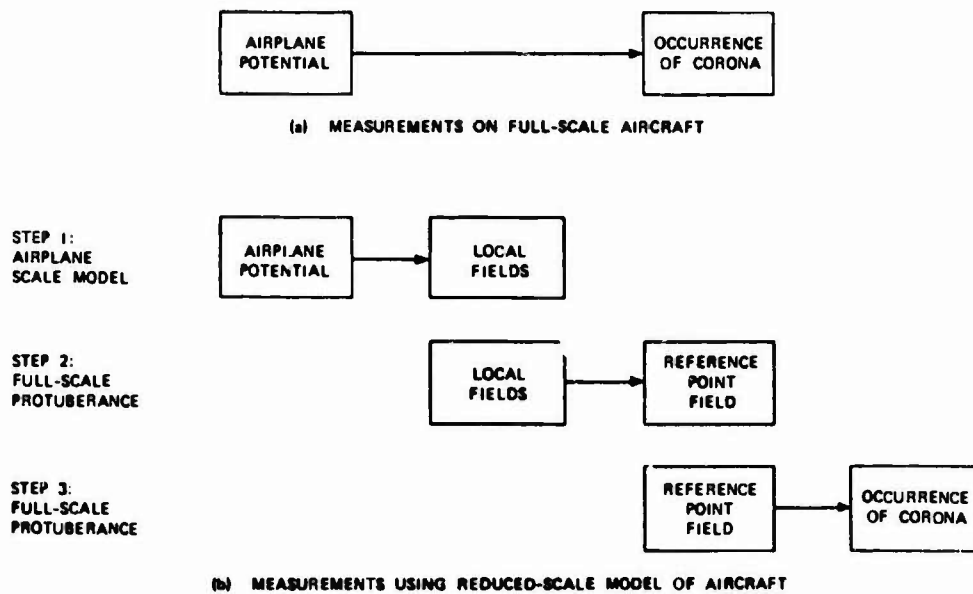 AIRPLANE
POTENTIAL
OCCURRENCE
OF CORONA
(a) MEASUREMENTS ON FULL-SCALE AIRCRAFT
STEP 1:
AIRPLANE
SCALE MODEL
AIRPLANE
POTENTIAL
LOCAL
FIELDS
STEP 2:
FULL-SCALE
PROTUBERANCE
LOCAL
FIELDS
REFERENCE
POINT
FIELD
STEP 3:
FULL-SCALE
PROTUBERANCE
REFERENCE
POINT
FIELD
OCCURRENCE
OF CORONA
(b) MEASUREMENTS USING REDUCED-SCALE MODEL OF AIRCRAFT